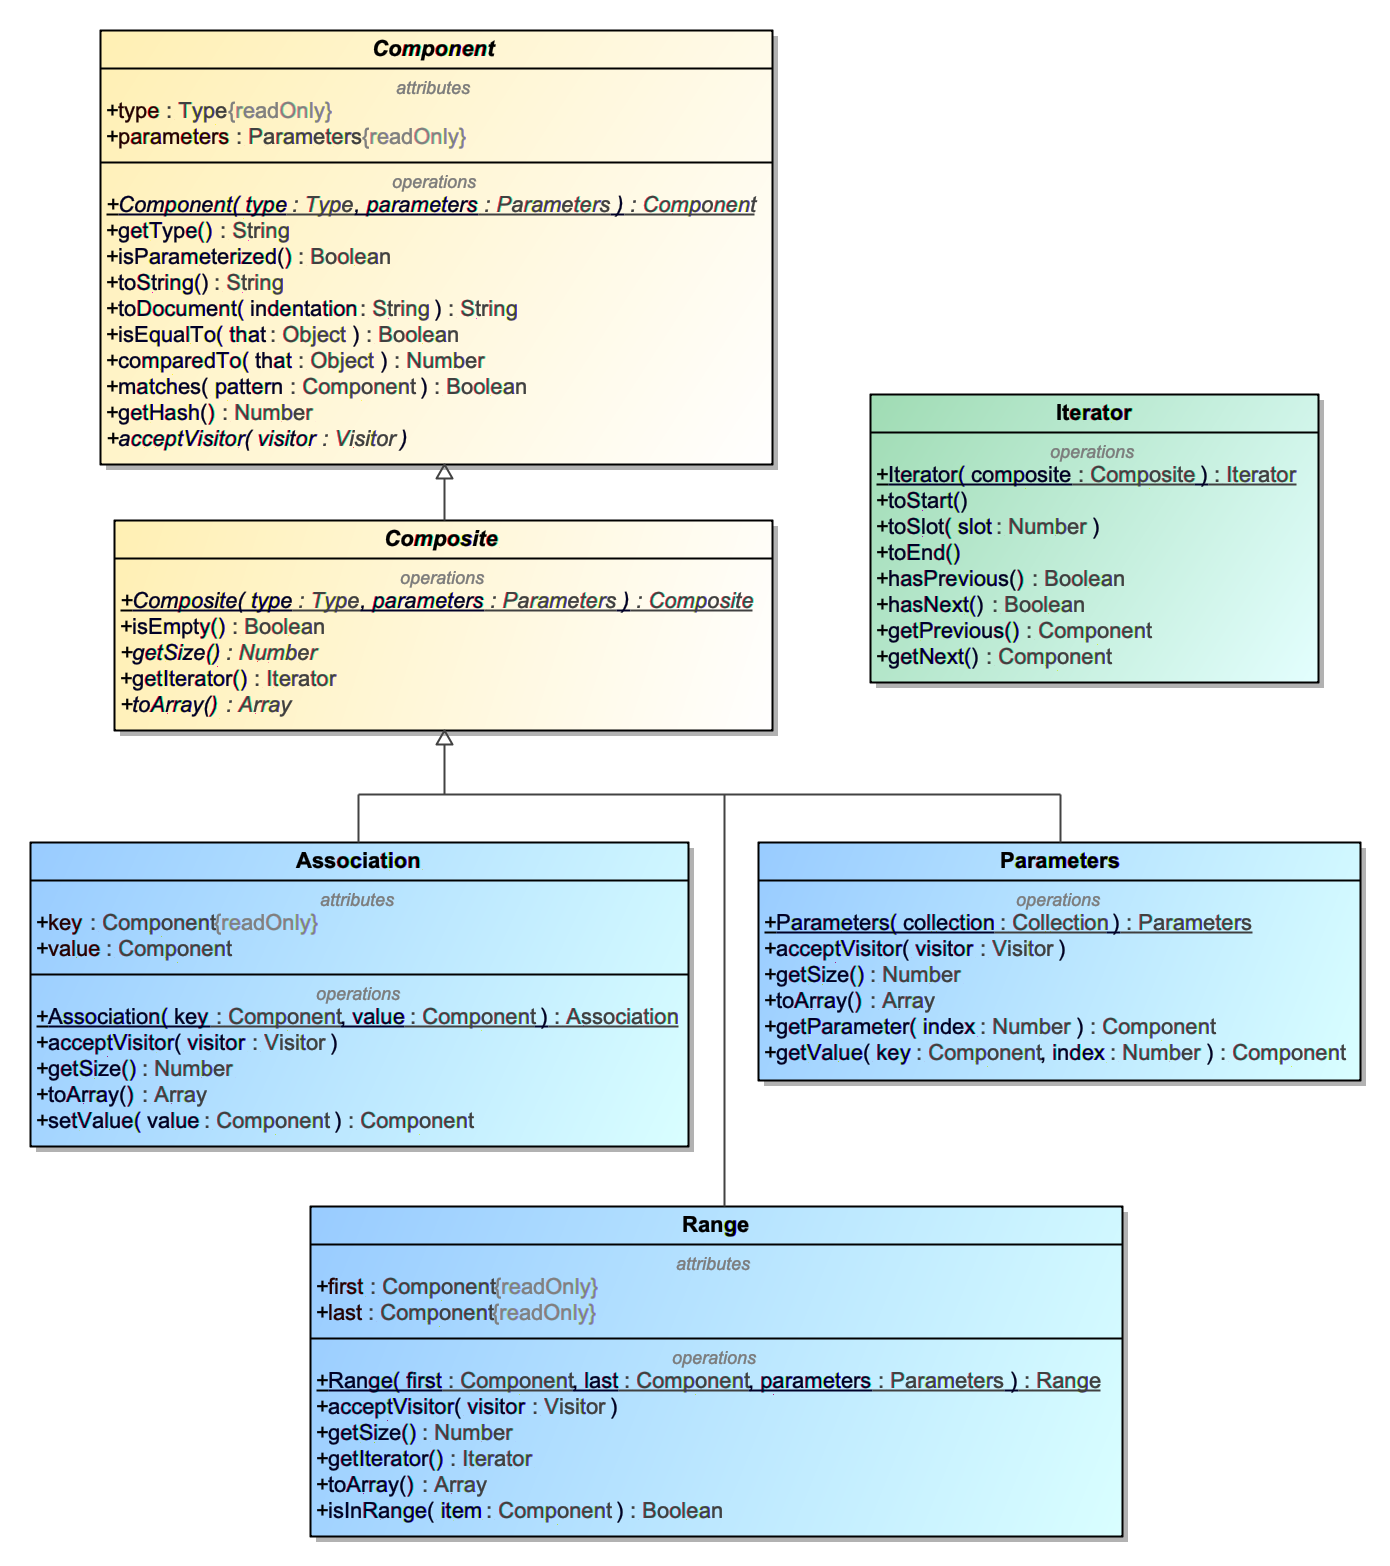 Component
attributes
+type : Type{readOnly}
+parameters : Parameters{readOnly}
operations
+Component( type : Type, parameters : Parameters ) : Component
+getType() : String
+isParameterized() : Boolean
+toString() : String
+toDocument( indentation : String ) : String
+isEqualTo( that : Object ) : Boolean
+comparedTo( that : Object ) : Number
+matches( pattern : Component ) : Boolean
+getHash() : Number
+acceptVisitor( visitor : Visitor )
Iterator
operations
+Iterator( composite : Composite ) : Iterator
+toStart()
+toSlot( slot : Number )
+toEnd()
+hasPrevious() : Boolean
+hasNext() : Boolean
+getPrevious() : Component
+getNext() : Component
Composite
operations
+Composite( type : Type, parameters : Parameters ) : Composite
+isEmpty() : Boolean
+getSize() : Number
+getIterator() : Iterator
+toArray() : Array
Association
attributes
+key : Component{readOnly}
+value : Component
operations
+Association( key : Component, value : Component ) : Association
+acceptVisitor( visitor : Visitor )
+getSize() : Number
+toArray() : Array
+setValue( value : Component ) : Component
Parameters
operations
+Parameters( collection : Collection ) : Parameters
+acceptVisitor( visitor : Visitor )
+getSize() : Number
+toArray() : Array
+getParameter( index : Number ) : Component
+getValue( key : Component, index : Number ) : Component
Range
attributes
+first : Component{readOnly}
+last : Component{readOnly}
operations
+Range( first : Component, last : Component, parameters : Parameters ) : Range
+acceptVisitor( visitor : Visitor )
+getSize() : Number
+getIterator() : Iterator
+toArray() : Array
+isInRange( item : Component ) : Boolean